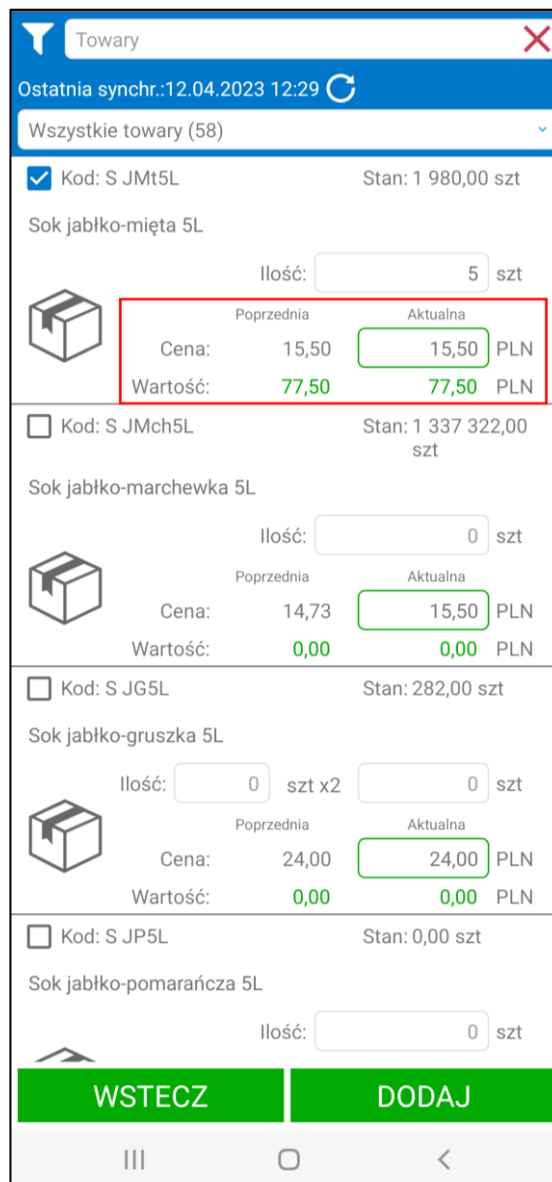 Towary
Ostatnia synchr.:12.04.2023 12:29
Wszystkie towary (58)
Kod: S JMt5L Stan: 1 980,00 szt
Sok jabłko-mięta 5L
Ilość: 5 szt
Poprzednia Aktualna
Cena: 15,50 15,50 PLN
Wartość: 77,50 77,50 PLN
Kod: S JMch5L Stan: 1 337 322,00
szt
Sok jabłko-marchewka 5L
Ilość: 0 szt
Poprzednia Aktualna
Cena: 14,73 15,50 PLN
Wartość: 0,00 0,00 PLN
Kod: S JG5L Stan: 282,00 szt
Sok jabłko-gruszka 5L
Ilość: 0 szt x2 0 szt
Poprzednia Aktualna
Cena: 24,00 24,00 PLN
Wartość: 0,00 0,00 PLN
Kod: S JP5L Stan: 0,00 szt
Sok jabłko-pomarańcza 5L
Ilość: 0 szt
WSTECZ DODAJ